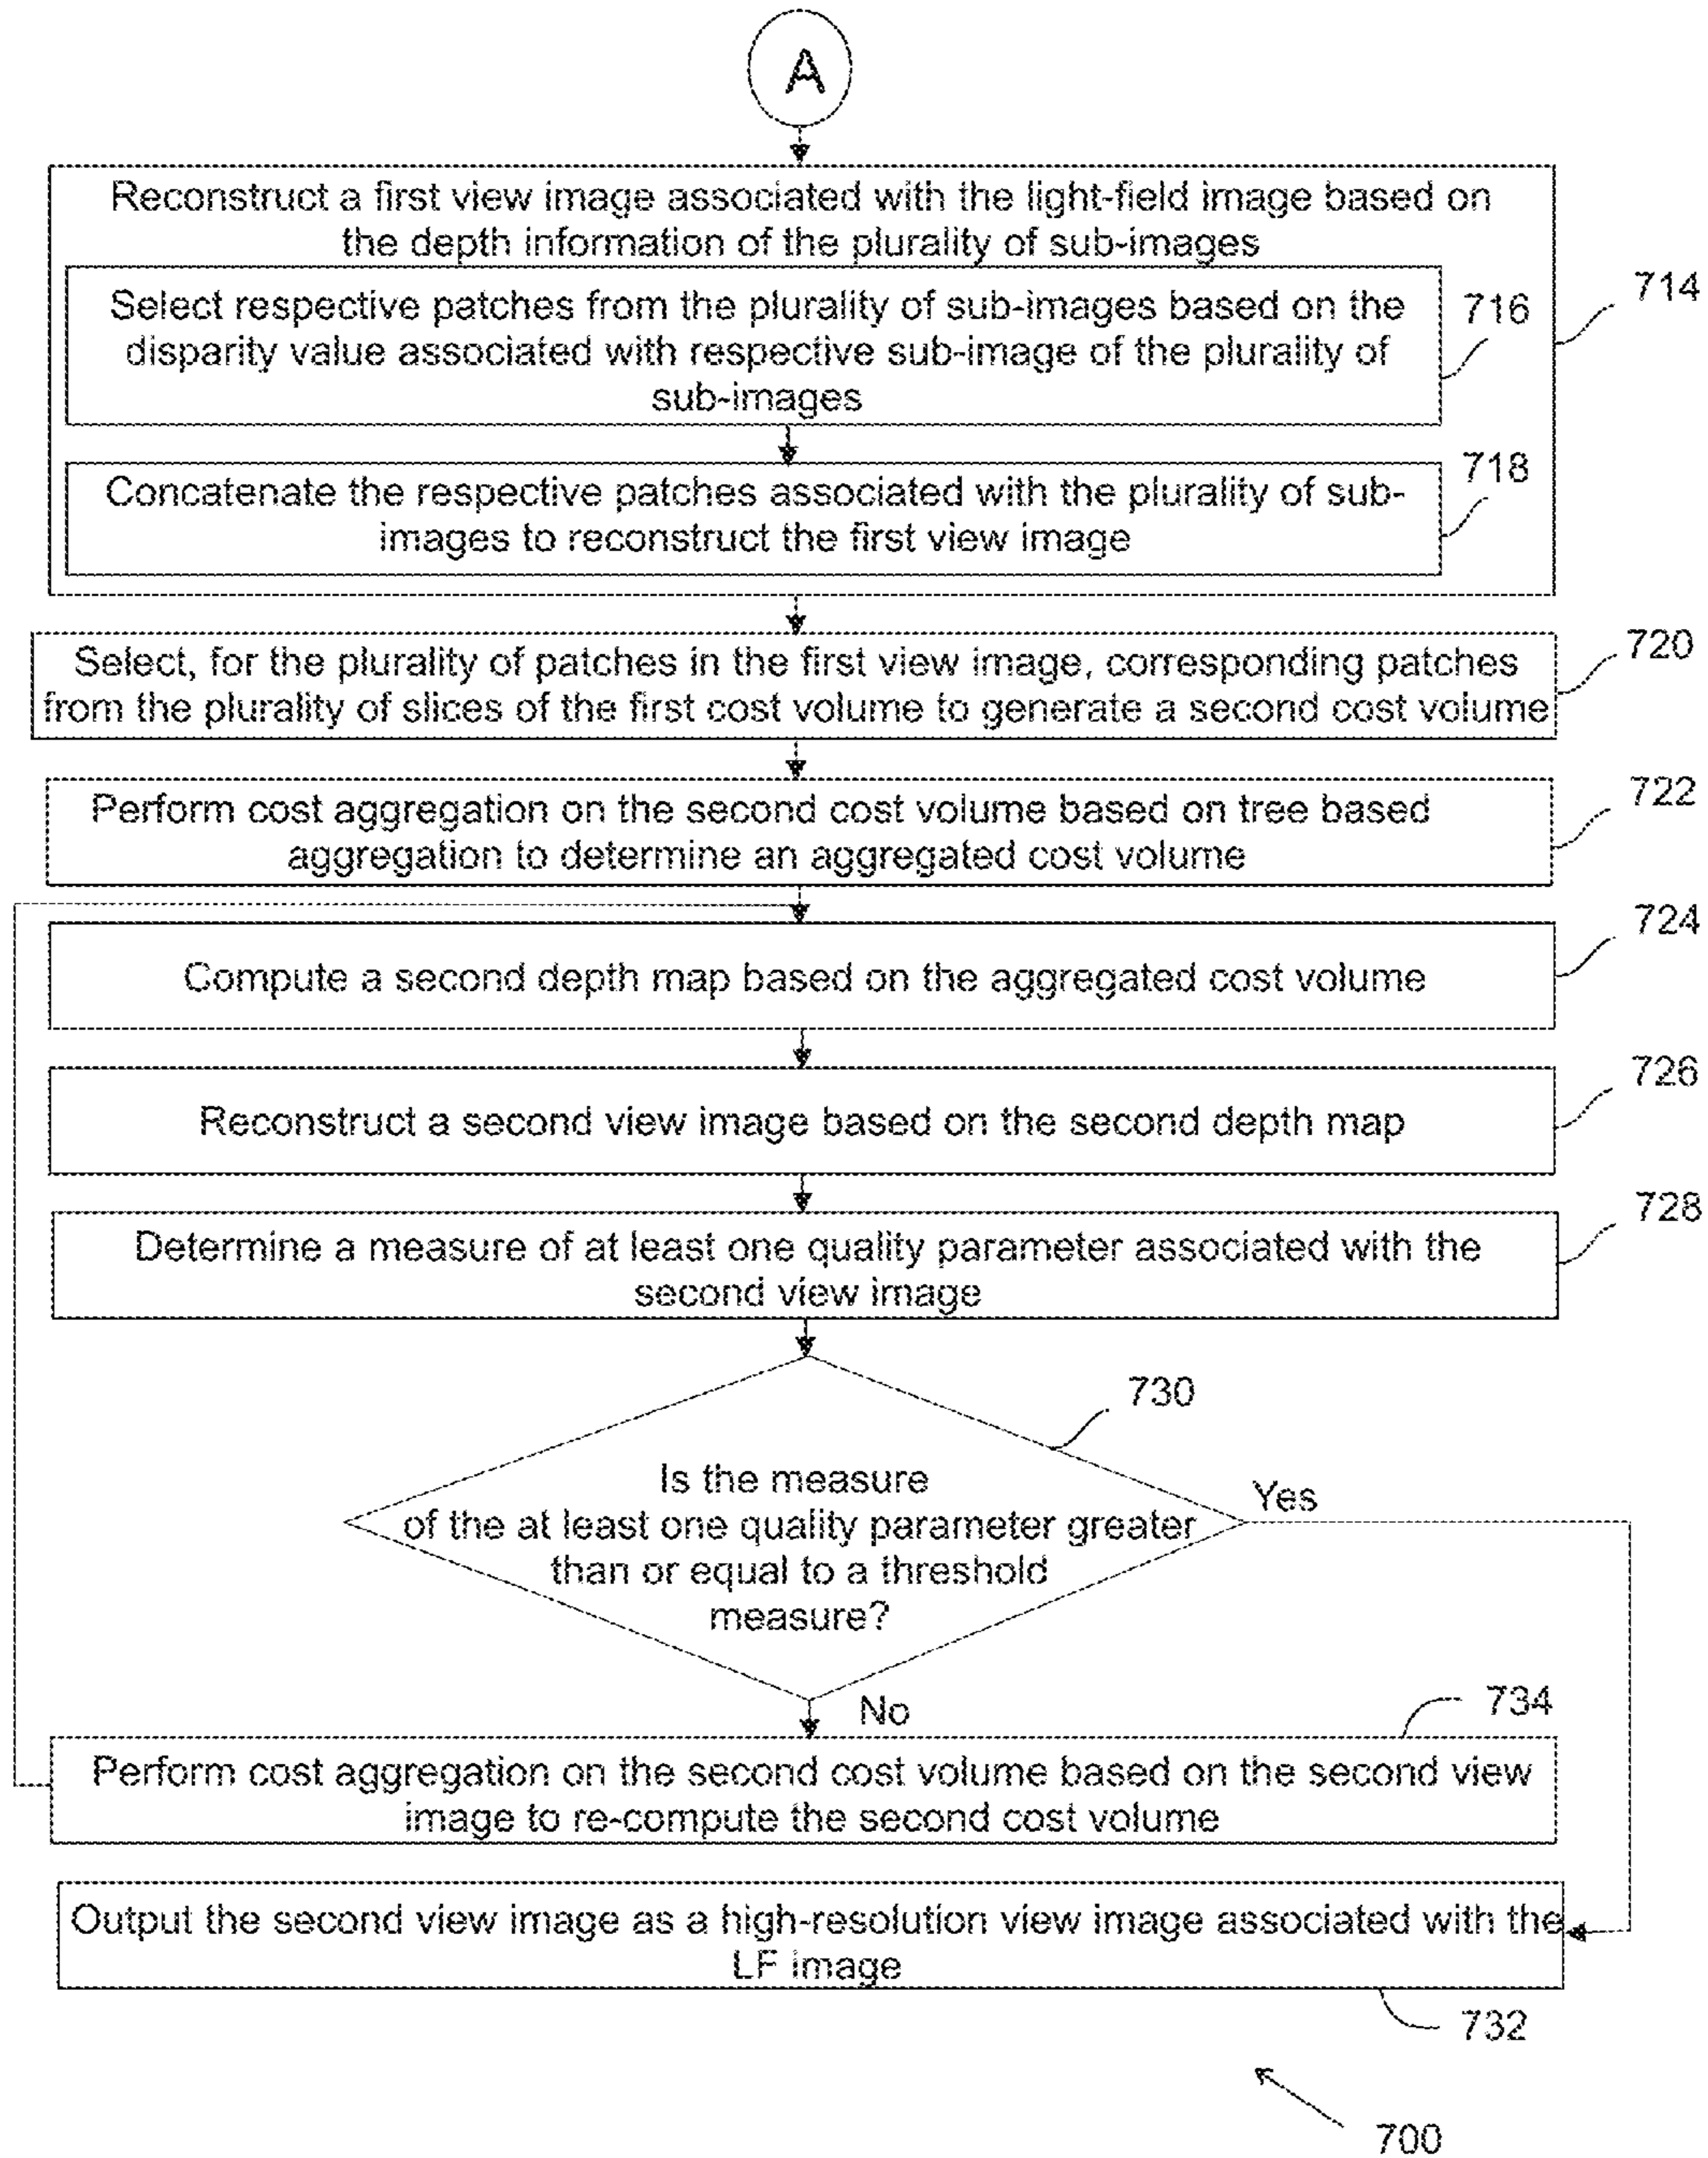 A
Reconstruct a first view image associated with the light-field image based on
the depth information of the plurality of sub-images
714
Select respective patches from the plurality of sub-images based on the
disparity value associated with respective sub-image of the plurality of
sub-images
716
Concatenate the respective patches associated with the plurality of sub-
images to reconstruct the first view image
718
Select, for the plurality of patches in the first view image, corresponding patches
from the plurality of slices of the first cost volume to generate a second cost volume
720
Perform cost aggregation on the second cost volume based on tree based
aggregation to determine an aggregated cost volume
722
Compute a second depth map based on the aggregated cost volume
724
Reconstruct a second view image based on the second depth map
726
Determine a measure of at least one quality parameter associated with the
second view image
728
730
Is the measure
of the at least one quality parameter greater
than or equal to a threshold
measure?
Yes
No
734
Perform cost aggregation on the second cost volume based on the second view
image to re-compute the second cost volume
Output the second view image as a high-resolution view image associated with the
LF image
732
700